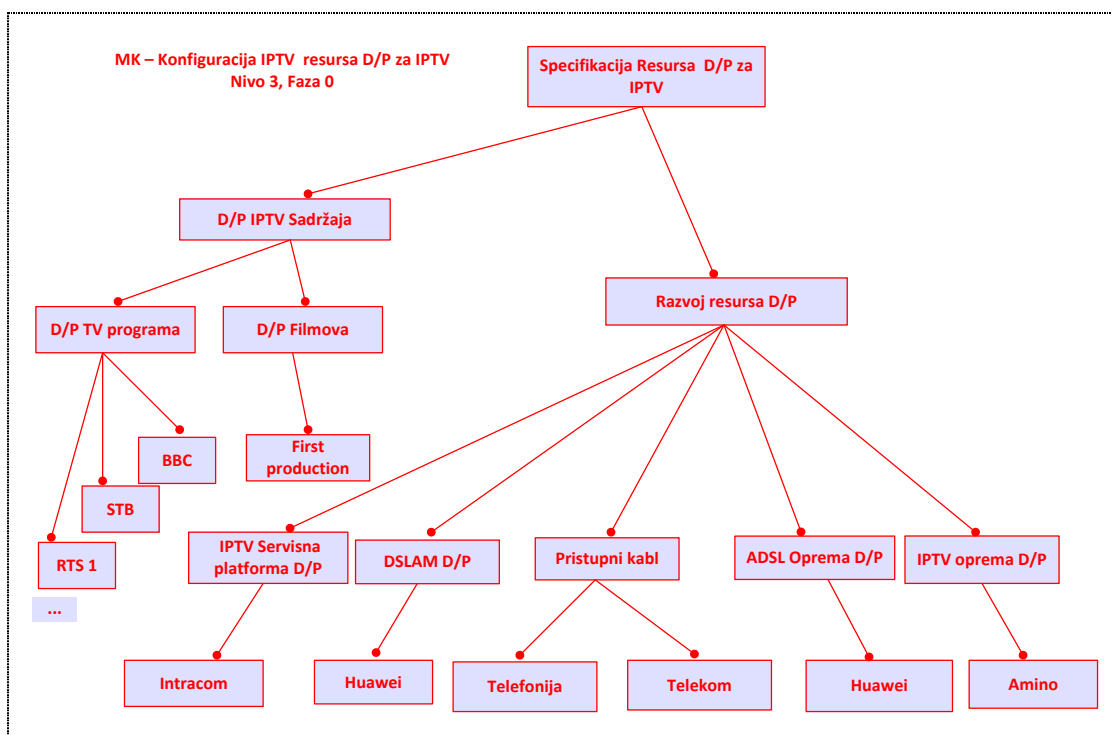 MK – Konfiguracija IPTV resursa D/P za IPTV
Nivo 3, Faza 0
Specifikacija Resursa D/P za
IPTV
D/P IPTV Sadržaja
Razvoj resursa D/P
D/P TV programa
D/P Filmova
BBC
First
production
STB
RTS 1
...
IPTV Servisna
platforma D/P
DSLAM D/P
Pristupni kabl
ADSL Oprema D/P
IPTV oprema D/P
Intracom
Huawei
Telefonija
Telekom
Huawei
Amino